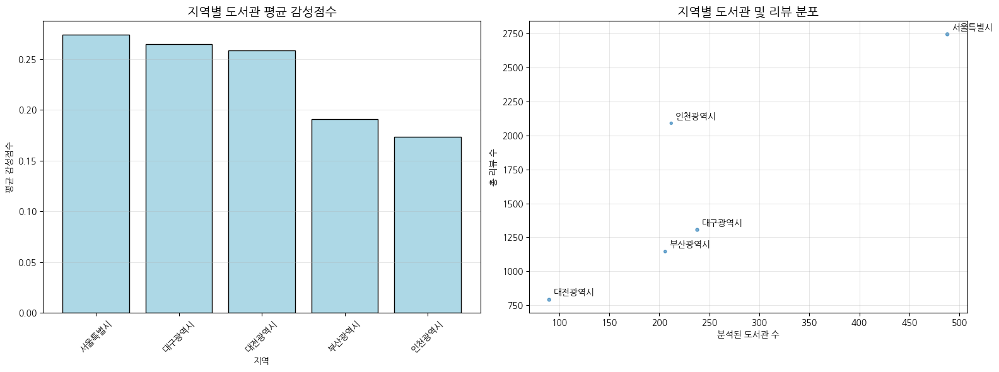 지역별 도서관 평균 감성점수
평균 감성점수
0.25
0.20
0.15
0.10
0.05
0.00
서울특별시
대구광역시
대전광역시
부산광역시
인천광역시
지역
지역별 도서관 및 리뷰 분포
총 리뷰 수
2750
2500
2250
2000
1750
1500
1250
1000
750
서울특별시
인천광역시
대구광역시
부산광역시
대전광역시
100 150 200 250 300 350 400 450 500
분석된 도서관 수